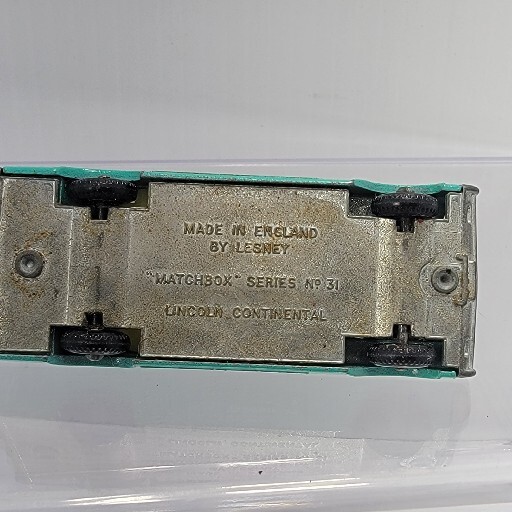 MADE IN ENGLAND
BY LESNEY
"MATCHBOX" SERIES Nº 31
LINCOLN CONTINENTAL